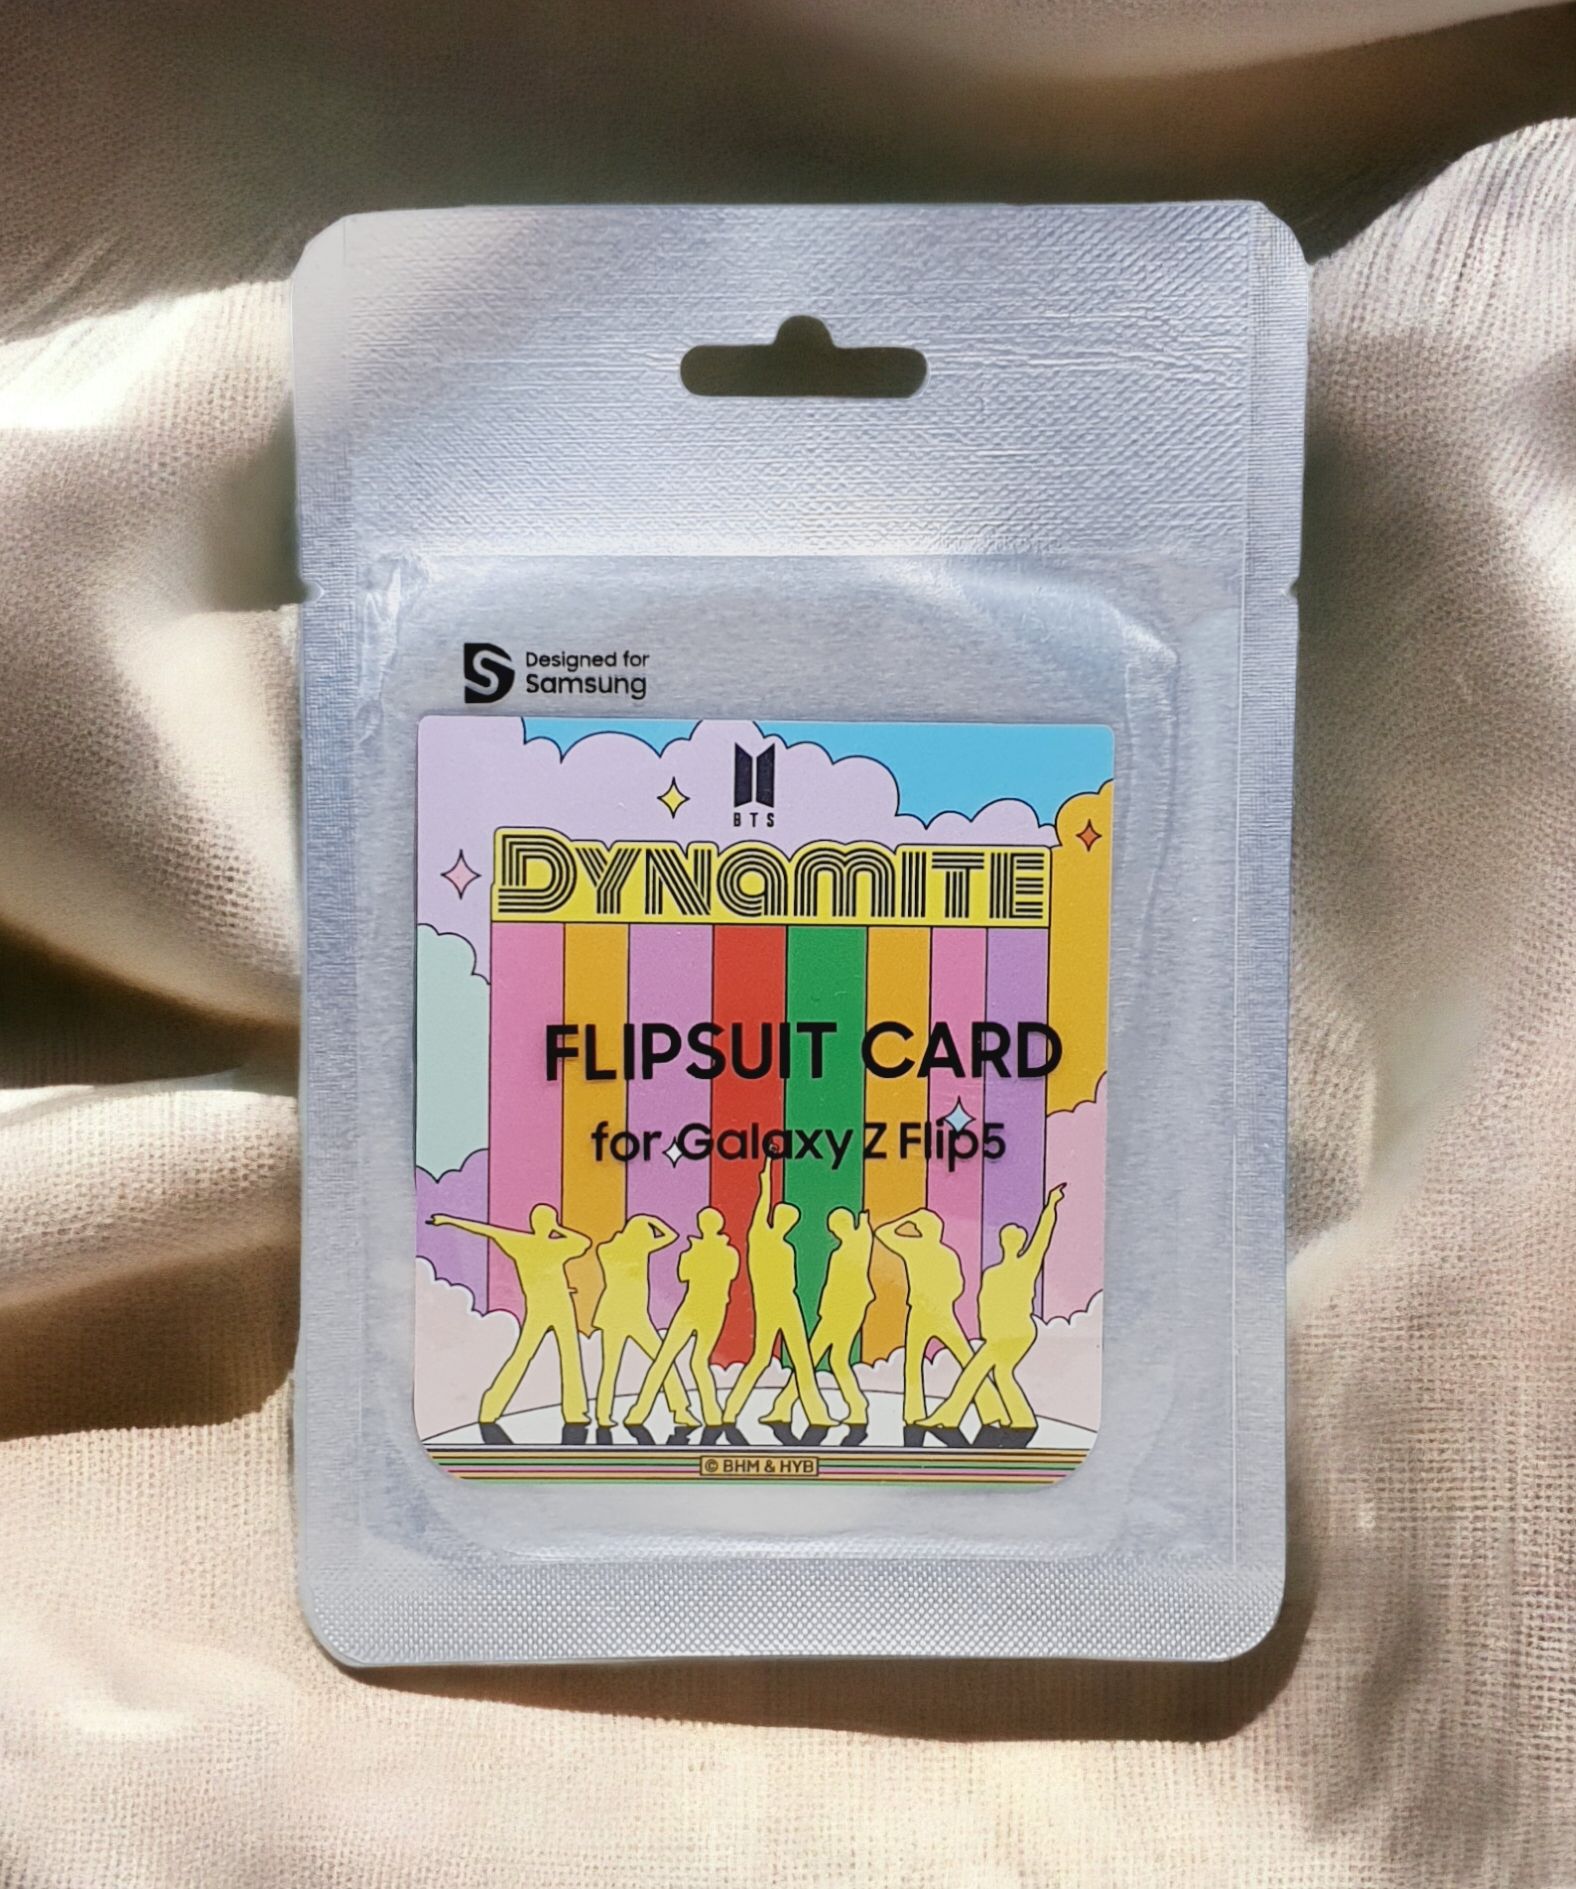 Designed for
Samsung
BTS
DYNAMITE
FLIPSUIT CARD
for Galaxy Z Flip5
© BHM & HYB